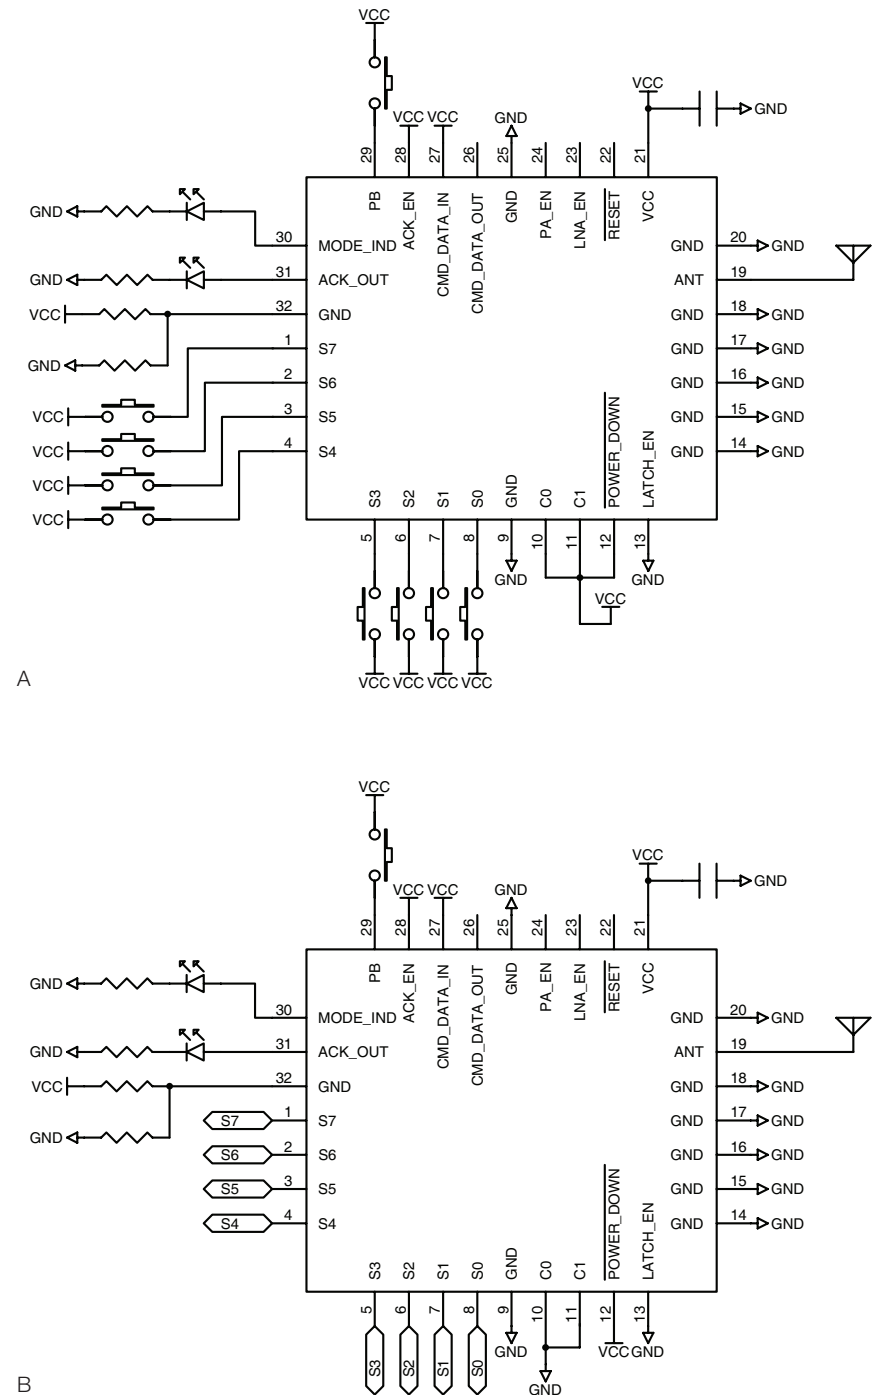 VCC
VCC VCC GND VCC GND
29 28 27 26 25 24 23 22 21
PB ACK_EN CMD_DATA_IN CMD_DATA_OUT GND PA_EN LNA_EN RESET VCC
GND 30 MODE_IND GND 20 GND
GND 31 ACK_OUT ANT 19
VCC 32 GND GND 18 GND
GND 1 S7 GND 17 GND
2 S6 GND 16 GND
VCC 3 S5 GND 15 GND
VCC 4 S4 GND 14 GND
VCC
VCC
S3 S2 S1 S0 GND C0 C1 POWER_DOWN LATCH_EN
5 6 7 8 9 10 11 12 13
GND GND
VCC
VCC VCC VCC VCC
A
VCC
VCC VCC GND VCC GND
29 28 27 26 25 24 23 22 21
PB ACK_EN CMD_DATA_IN CMD_DATA_OUT GND PA_EN LNA_EN RESET VCC
GND 30 MODE_IND GND 20 GND
GND 31 ACK_OUT ANT 19
VCC 32 GND GND 18 GND
GND S7 1 S7 GND 17 GND
S6 2 S6 GND 16 GND
S5 3 S5 GND 15 GND
S4 4 S4 GND 14 GND
S3 S2 S1 S0 GND C0 C1 POWER_DOWN LATCH_EN
5 6 7 8 9 10 11 12 13
S3 S2 S1 S0 GND VCC GND
GND
B